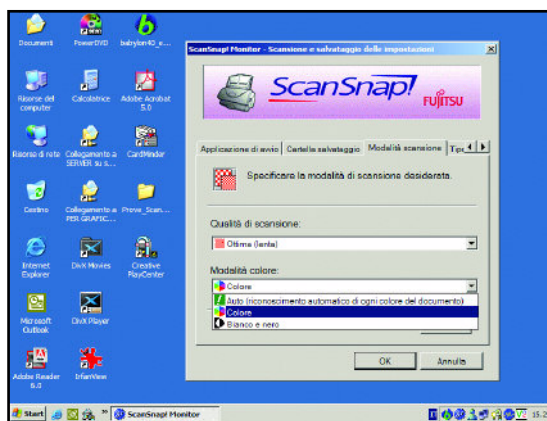 Documenti
PowerDVD
babylon40_e...
Risorse del computer
Calcolatrice
Adobe Acrobat 5.0
Risorse di rete
Collegamento a SERVER su s...
CardMinder
Cestino
Collegamento a PER GRAFIC...
Prove_Scan...
Internet Explorer
DivX Movies
Creative PlayCenter
Microsoft Outlook
DivX Player
Adobe Reader 6.0
IrfanView
ScanSnap! Monitor - Scansione e salvataggio delle impostazioni
ScanSnap!
FUJITSU
Applicazione di avvio
Cartella salvataggio
Modalità scansione
Specificare la modalità di scansione desiderata.
Qualità di scansione:
Ottima (lenta)
Modalità colore:
Colore
Auto (riconoscimento automatico di ogni colore del documento)
Colore
Bianco e nero
OK
Annulla
Start
ScanSnap! Monitor